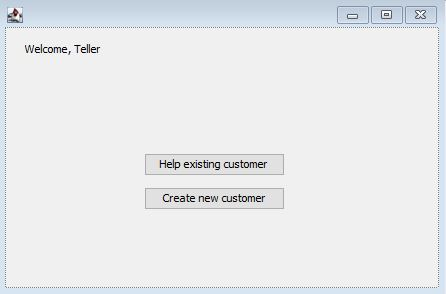 Welcome, Teller
Help existing customer
Create new customer